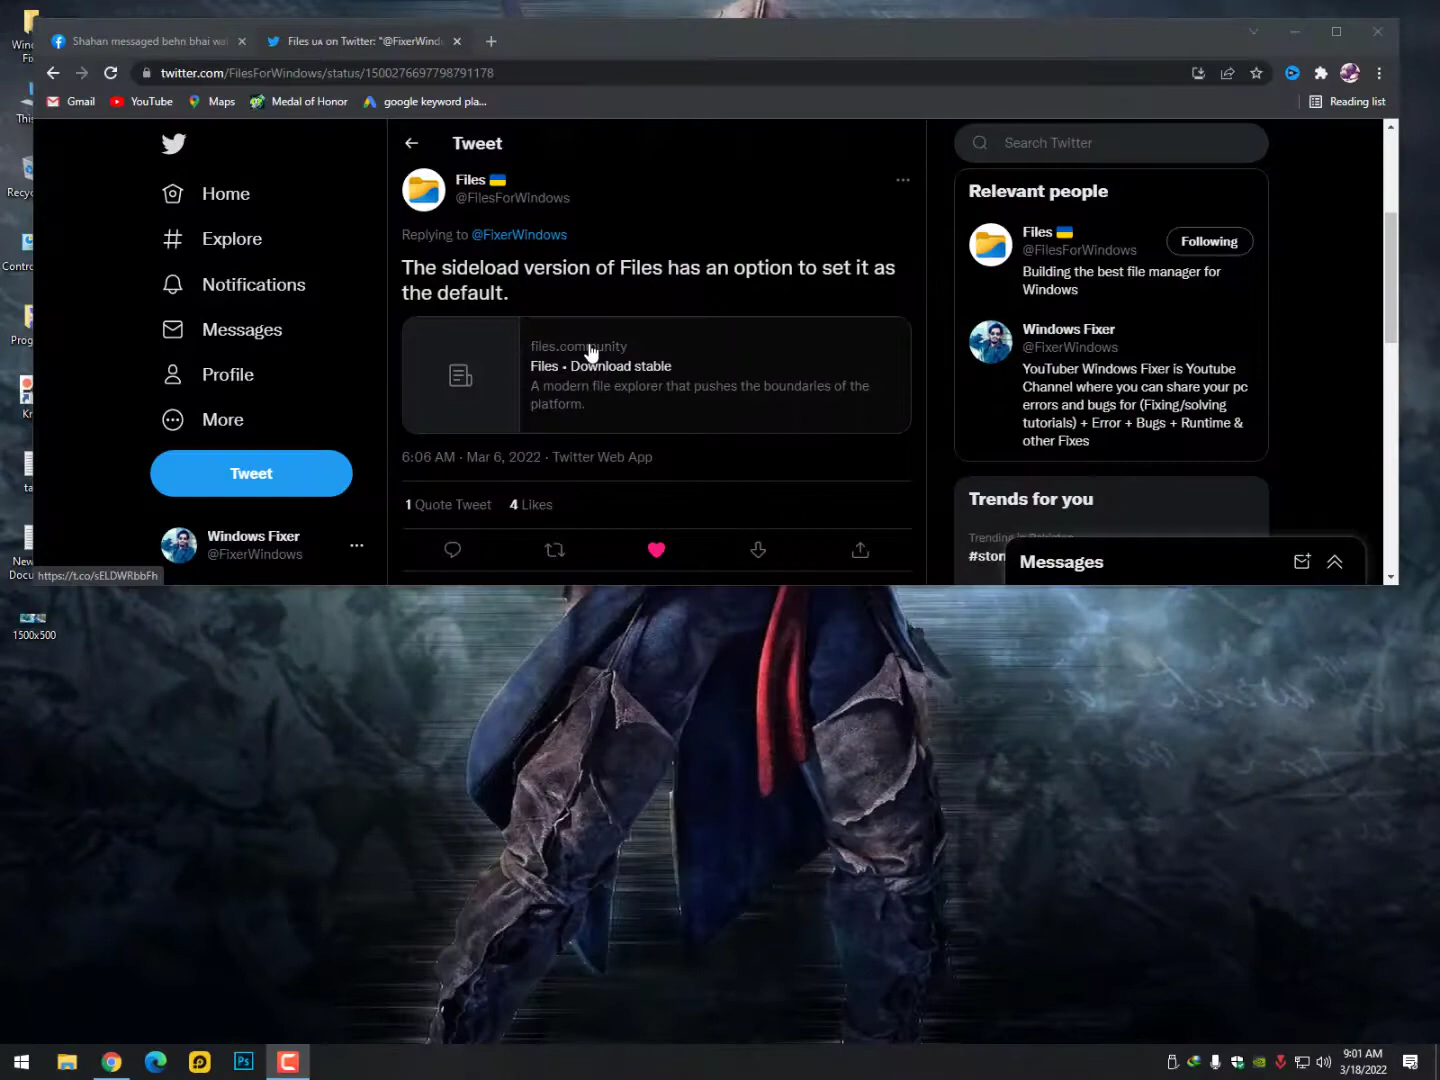 Shahan messaged behn bhai wa
Files UA on Twitter: "@FixerWind
twitter.com/FilesForWindows/status/1500276697798791178
Gmail
YouTube
Maps
Medal of Honor
google keyword pla...
Reading list
Home
Explore
Notifications
Messages
Profile
More
Tweet
Windows Fixer
@FixerWindows
https://t.co/sELDWRbbFh
Tweet
Files
@FilesForWindows
Replying to @FixerWindows
The sideload version of Files has an option to set it as
the default.
files.community
Files • Download stable
A modern file explorer that pushes the boundaries of the
platform.
6:06 AM · Mar 6, 2022 · Twitter Web App
1 Quote Tweet 4 Likes
Search Twitter
Relevant people
Files
@FilesForWindows
Following
Building the best file manager for
Windows
Windows Fixer
@FixerWindows
YouTuber Windows Fixer is Youtube
Channel where you can share your pc
errors and bugs for (Fixing/solving
tutorials) + Error + Bugs + Runtime &
other Fixes
Trends for you
Messages
1500x500
Ps
9:01 AM
3/18/2022